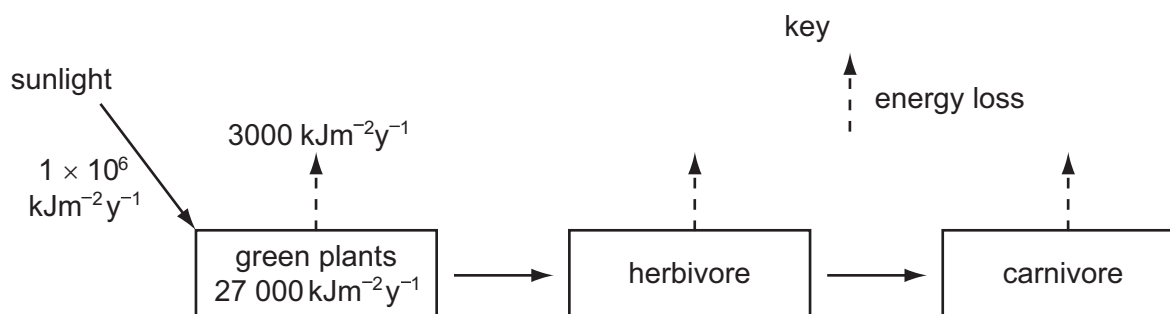 key
energy loss
sunlight
1 × 10⁶
kJm⁻²y⁻¹
3000 kJm⁻²y⁻¹
green plants
27 000 kJm⁻²y⁻¹
herbivore
carnivore